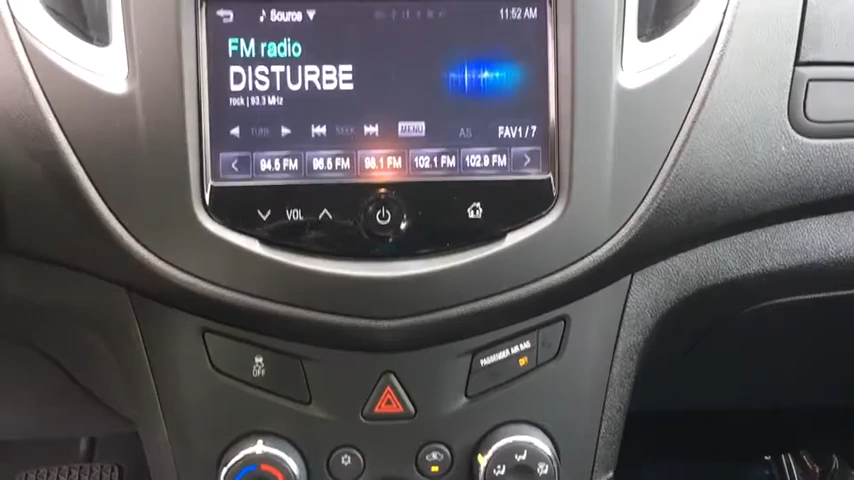 Source 11:52 AM
FM radio
DISTURBE
rock | 93.3 MHz
TUNE SEEK MENU AS FAV1 / 7
94.5 FM 96.5 FM 98.1 FM 102.1 FM 102.9 FM
VOL
OFF
PASSENGER AIR BAG
OFF